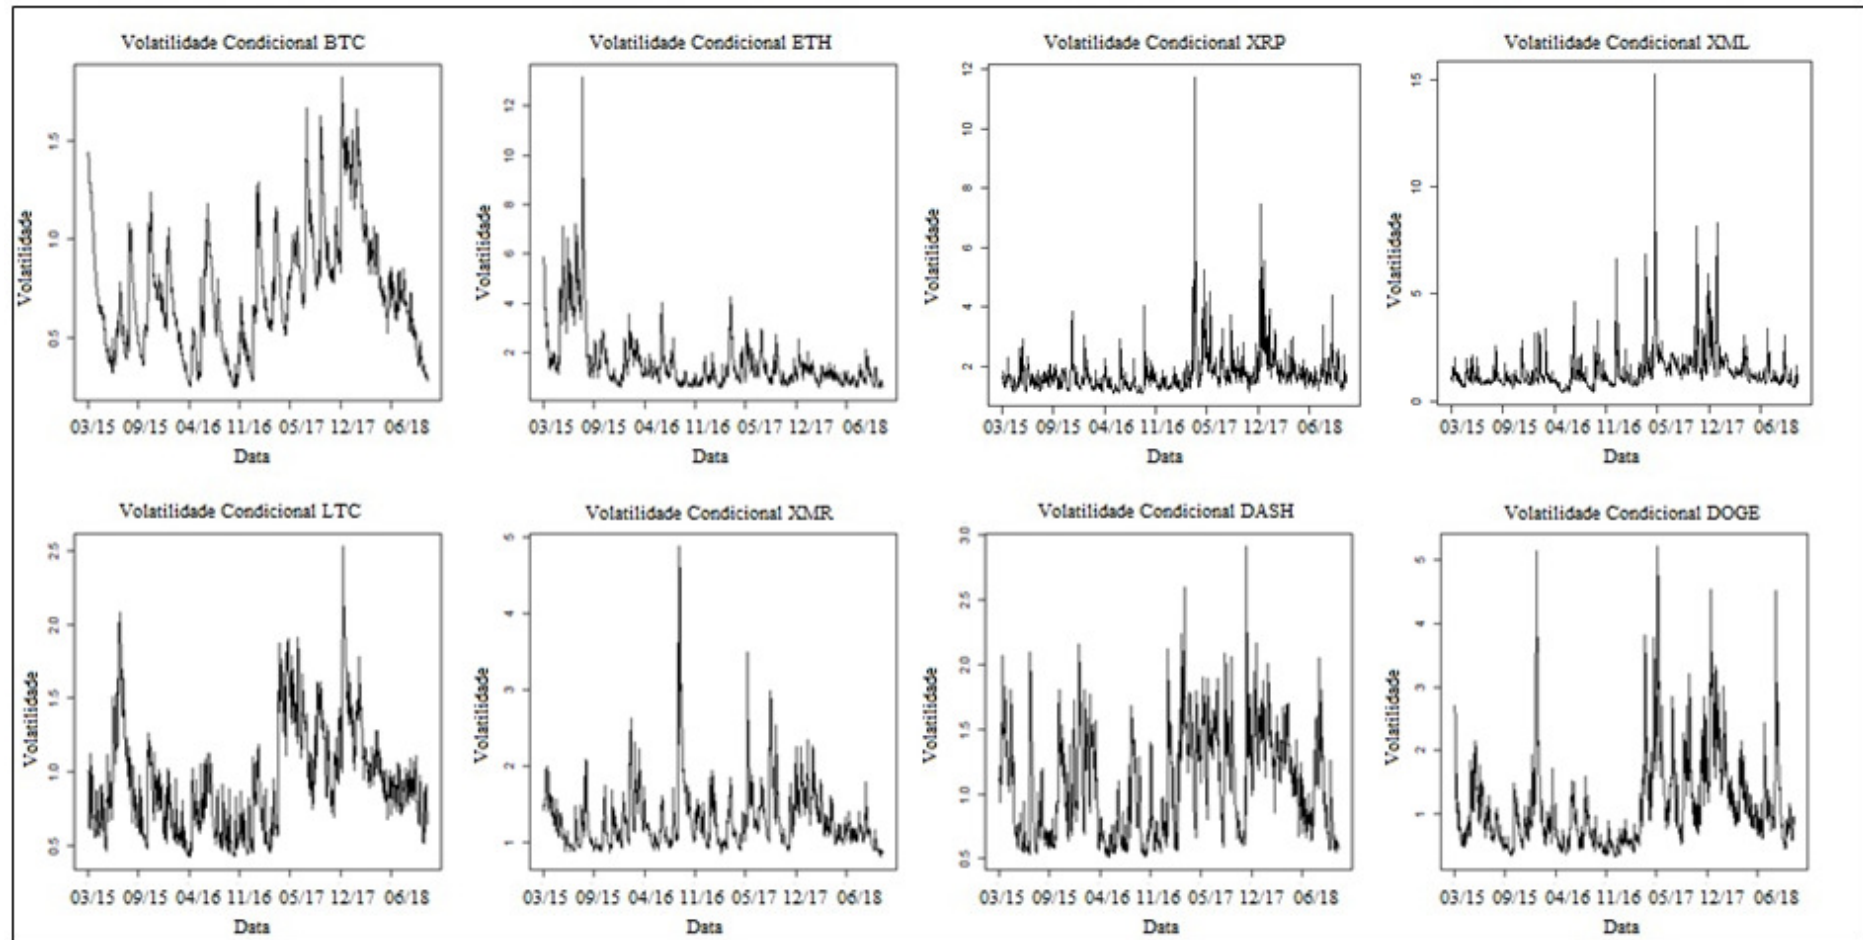 Volatilidade Condicional BTC
Volatilidade
1.5
1.0
0.5
03/15 09/15 04/16 11/16 05/17 12/17 06/18
Data
Volatilidade Condicional ETH
Volatilidade
12
10
8
6
4
2
03/15 09/15 04/16 11/16 05/17 12/17 06/18
Data
Volatilidade Condicional XRP
Volatilidade
12
10
8
6
4
2
03/15 09/15 04/16 11/16 05/17 12/17 06/18
Data
Volatilidade Condicional XML
Volatilidade
15
10
5
0
03/15 09/15 04/16 11/16 05/17 12/17 06/18
Data
Volatilidade Condicional LTC
Volatilidade
2.5
2.0
1.5
1.0
0.5
03/15 09/15 04/16 11/16 05/17 12/17 06/18
Data
Volatilidade Condicional XMR
Volatilidade
5
4
3
2
1
03/15 09/15 04/16 11/16 05/17 12/17 06/18
Data
Volatilidade Condicional DASH
Volatilidade
3.0
2.5
2.0
1.5
1.0
0.5
03/15 09/15 04/16 11/16 05/17 12/17 06/18
Data
Volatilidade Condicional DOGE
Volatilidade
5
4
3
2
1
03/15 09/15 04/16 11/16 05/17 12/17 06/18
Data